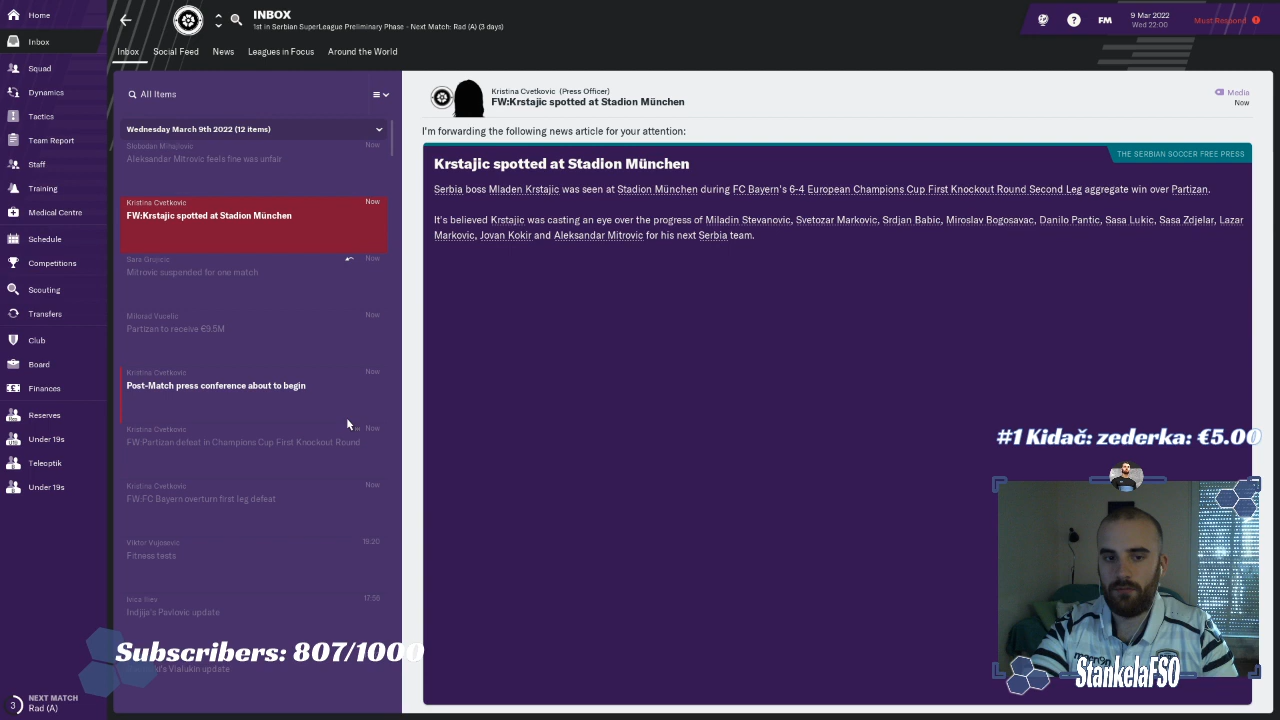 Home
Inbox
Squad
Dynamics
Tactics
Team Report
Staff
Training
Medical Centre
Schedule
Competitions
Scouting
Transfers
Club
Board
Finances
Reserves
Under 19s
Teleoptik
Under 19s
3
NEXT MATCH
Rad (A)
INBOX
1st in Serbian SuperLeague Preliminary Phase - Next Match: Rad (A) (3 days)
?
FM
9 Mar 2022
Wed 22:00
Must Respond
Inbox
Social Feed
News
Leagues in Focus
Around the World
All Items
Wednesday March 9th 2022 (12 items)
Slobodan Mihajlovic
Now
Aleksandar Mitrovic feels fine was unfair
Kristina Cvetkovic
Now
FW:Krstajic spotted at Stadion München
Sara Grujicic
Now
Mitrovic suspended for one match
Milorad Vucelic
Now
Partizan to receive €9.5M
Kristina Cvetkovic
Now
Post-Match press conference about to begin
Kristina Cvetkovic
Now
FW Partizan defeat in Champions Cup First Knockout Round
Kristina Cvetkovic
Now
FW:FC Bayern overturn first leg defeat
Viktor Vujosevic
19:20
Fitness tests
Ivica Iliev
17:58
Indjija's Pavlovic update
Vialukin update
Kristina Cvetkovic (Press Officer)
FW:Krstajic spotted at Stadion München
Media
Now
I'm forwarding the following news article for your attention:
Krstajic spotted at Stadion München
THE SERBIAN SOCCER FREE PRESS
Serbia boss Mladen Krstajic was seen at Stadion München during FC Bayern's 6-4 European Champions Cup First Knockout Round Second Leg aggregate win over Partizan.
It's believed Krstajic was casting an eye over the progress of Miladin Stevanovic, Svetozar Markovic, Srdjan Babic, Miroslav Bogosavac, Danilo Pantic, Sasa Lukic, Sasa Zdjelar, Lazar
Markovic, Jovan Kokir and Aleksandar Mitrovic for his next Serbia team.
#1 Kidač: zederka: €5.00
Subscribers: 807/1000
StankelaFSO